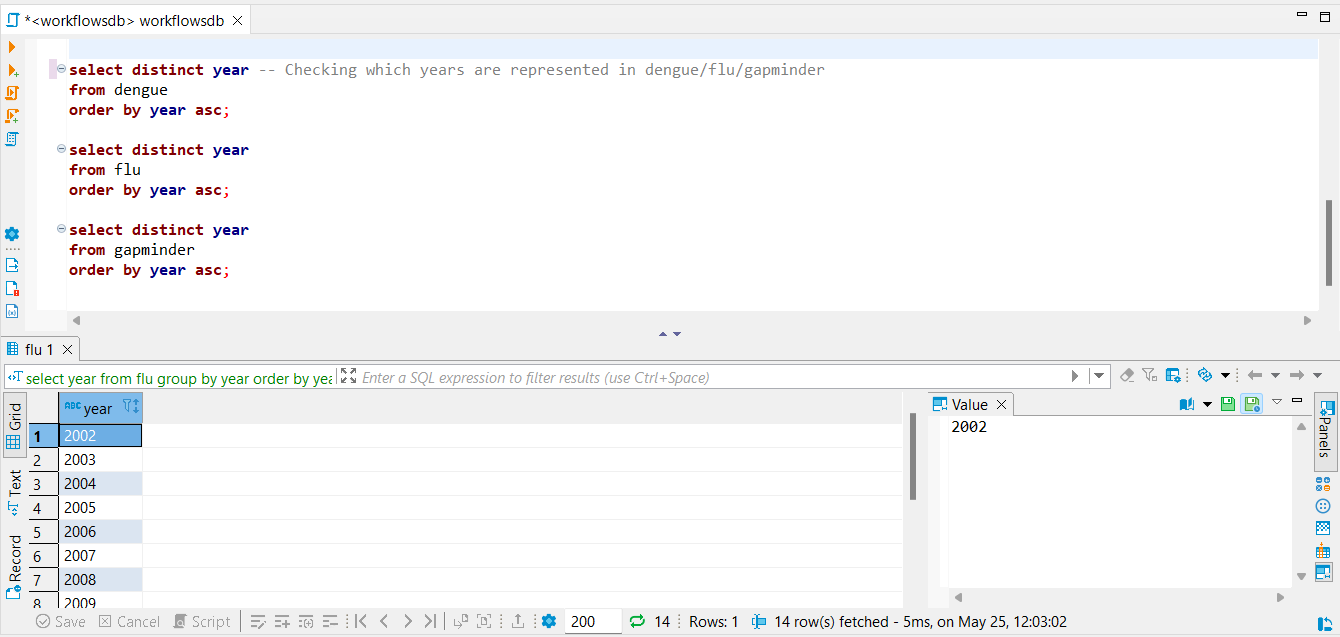 *<workflowsdb> workflowsdb
select distinct year -- Checking which years are represented in dengue/flu/gapminder
from dengue
order by year asc;
select distinct year
from flu
order by year asc;
select distinct year
from gapminder
order by year asc;
flu 1
select year from flu group by year order by yea
Enter a SQL expression to filter results (use Ctrl+Space)
Grid
Text
Record
ABC year
1 2002
2 2003
3 2004
4 2005
5 2006
6 2007
7 2008
8 2009
Value
2002
Panels
Save Cancel Script 200 14 Rows: 1 14 row(s) fetched - 5ms, on May 25, 12:03:02